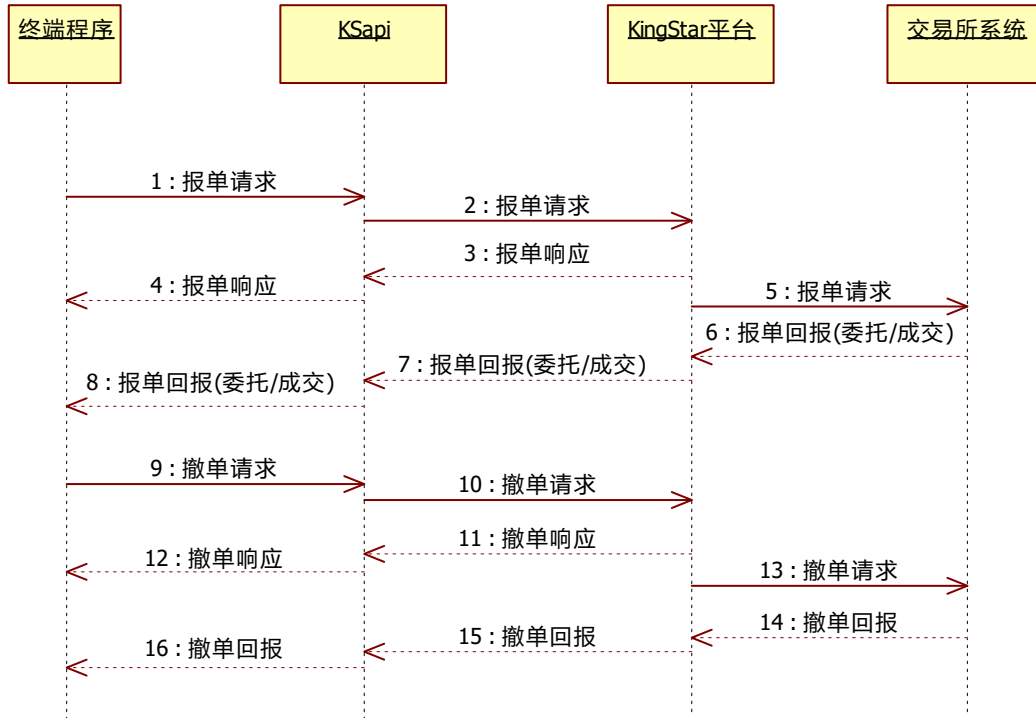 终端程序
KSapi
KingStar平台
交易所系统
1 : 报单请求
2 : 报单请求
3 : 报单响应
4 : 报单响应
5 : 报单请求
6 : 报单回报(委托/成交)
7 : 报单回报(委托/成交)
8 : 报单回报(委托/成交)
9 : 撤单请求
10 : 撤单请求
11 : 撤单响应
12 : 撤单响应
13 : 撤单请求
14 : 撤单回报
15 : 撤单回报
16 : 撤单回报